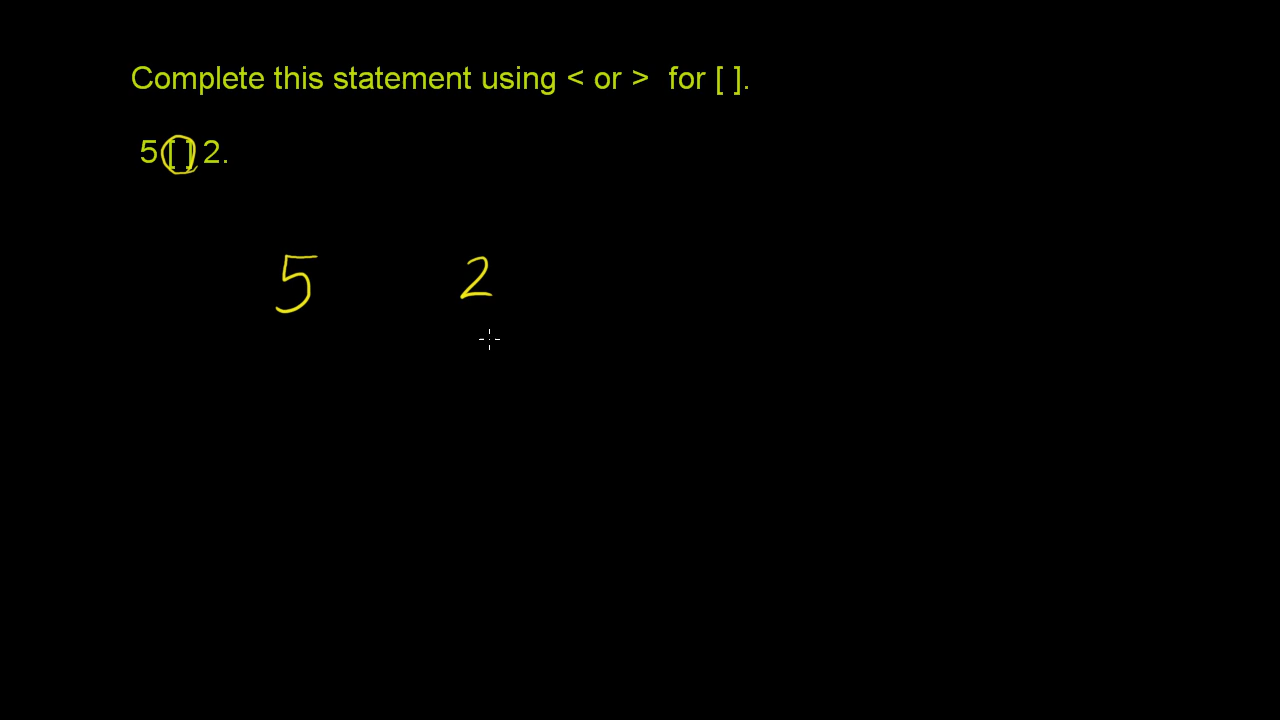 Complete this statement using < or > for [ ].
5 [ ] 2.
5 2